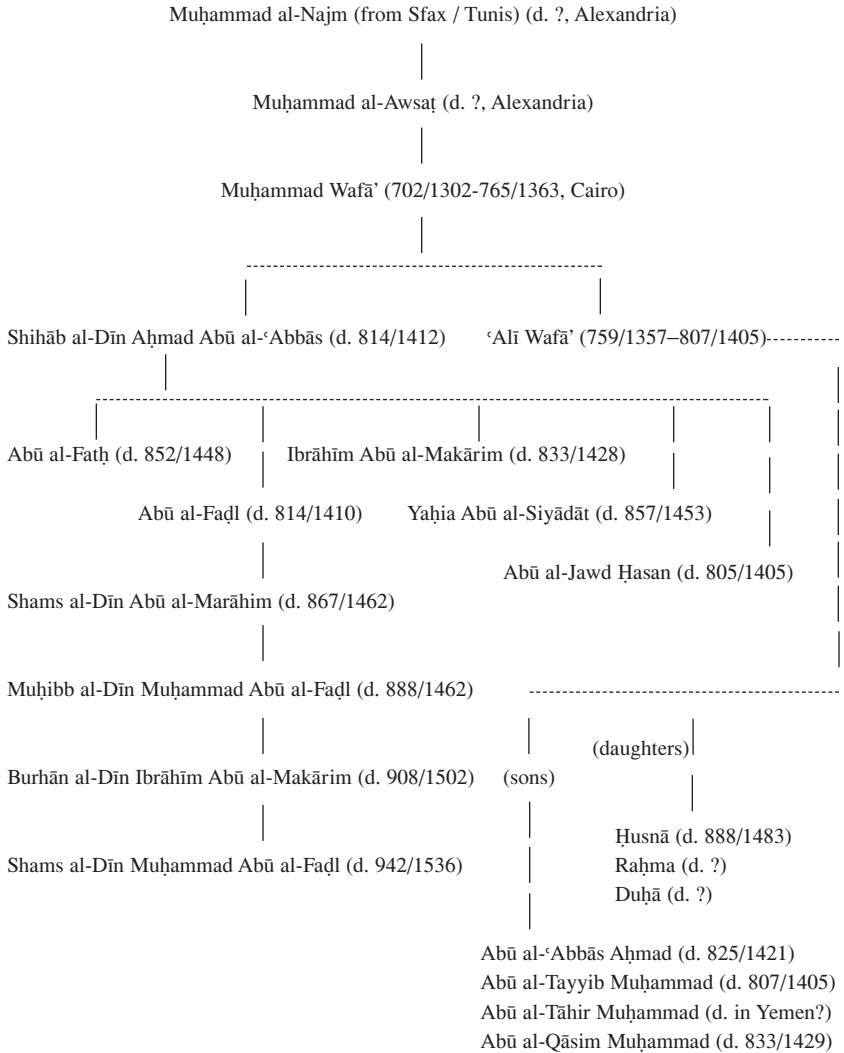 Muḥammad al-Najm (from Sfax / Tunis) (d. ?, Alexandria)
Muḥammad al-Awsaṭ (d. ?, Alexandria)
Muḥammad Wafā’ (702/1302-765/1363, Cairo)
Shihāb al-Dīn Aḥmad Abū al-ʿAbbās (d. 814/1412) ʿAlī Wafā’ (759/1357–807/1405)
Abū al-Fatḥ (d. 852/1448) Ibrāhīm Abū al-Makārim (d. 833/1428)
Abū al-Faḍl (d. 814/1410) Yaḥia Abū al-Siyādāt (d. 857/1453)
Abū al-Jawd Ḥasan (d. 805/1405)
Shams al-Dīn Abū al-Marāhim (d. 867/1462)
Muḥibb al-Dīn Muḥammad Abū al-Faḍl (d. 888/1462)
(daughters)
Burhān al-Dīn Ibrāhīm Abū al-Makārim (d. 908/1502) (sons)
Ḥusnā (d. 888/1483)
Shams al-Dīn Muḥammad Abū al-Faḍl (d. 942/1536) Raḥma (d. ?)
Duḥā (d. ?)
Abū al-ʿAbbās Aḥmad (d. 825/1421)
Abū al-Tayyib Muḥammad (d. 807/1405)
Abū al-Tāhir Muḥammad (d. in Yemen?)
Abū al-Qāsim Muḥammad (d. 833/1429)